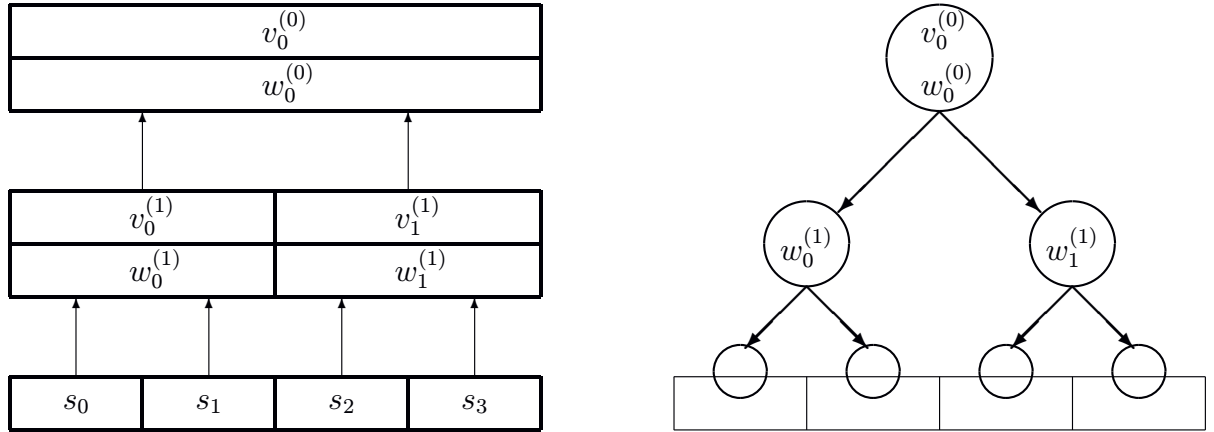 v_0^{(0)}
w_0^{(0)}
v_0^{(1)} v_1^{(1)}
w_0^{(1)} w_1^{(1)}
s_0 s_1 s_2 s_3
v_0^{(0)}
w_0^{(0)}
w_0^{(1)} w_1^{(1)}